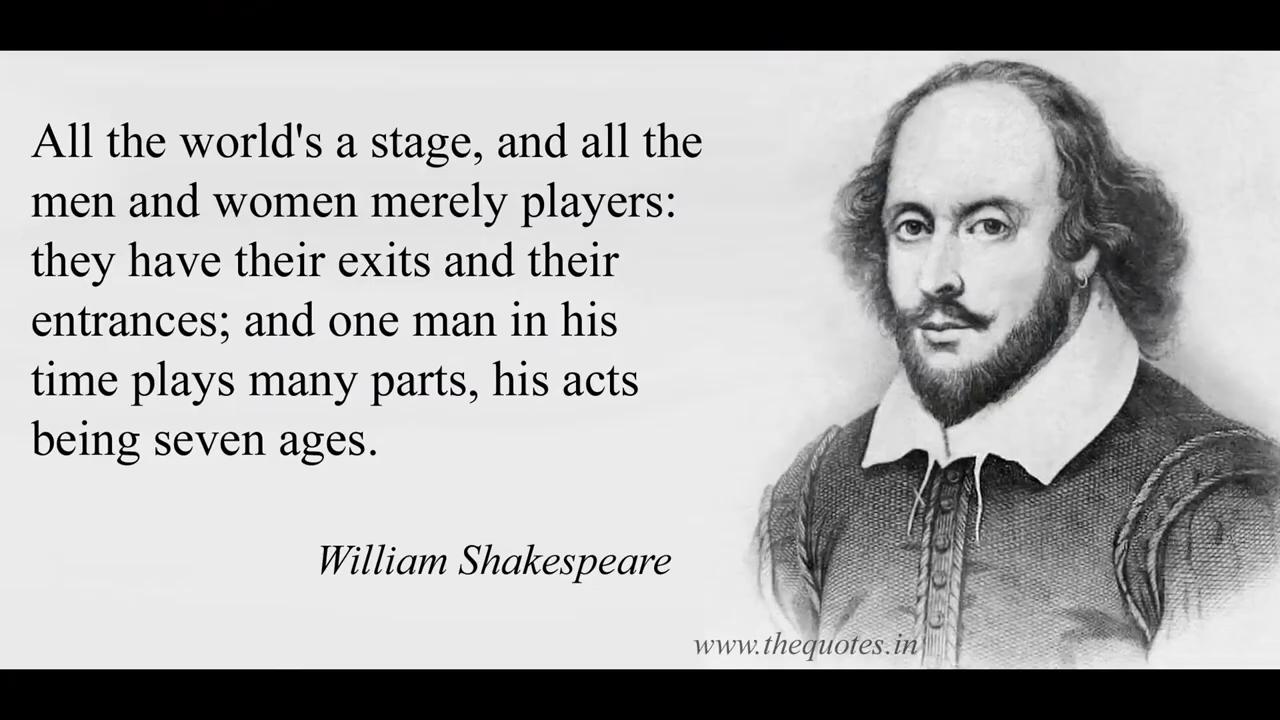 All the world's a stage, and all the
men and women merely players:
they have their exits and their
entrances; and one man in his
time plays many parts, his acts
being seven ages.
William Shakespeare
www.thequotes.in